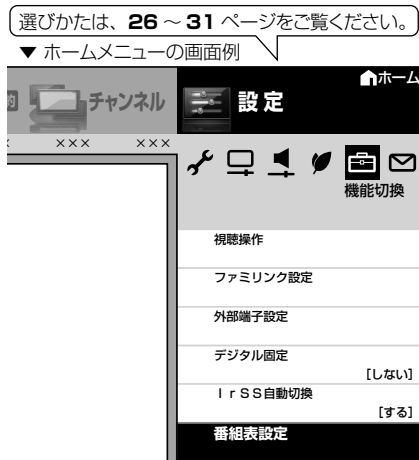 選びかたは、26 ～ 31 ページをご覧ください。
▼ ホームメニューの画面例
ホーム
チャンネル
設定
××× ×××
機能切換
視聴操作
ファミリンク設定
外部端子設定
デジタル固定
[しない]
ＩｒＳＳ自動切換
[する]
番組表設定